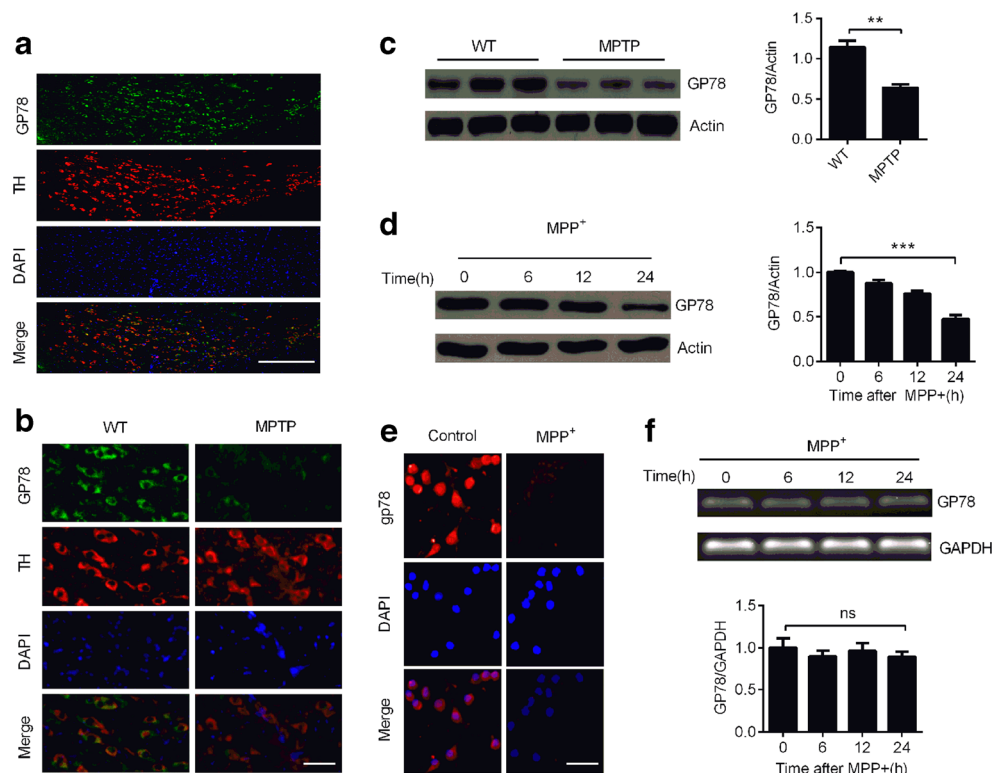 a
GP78
TH
DAPI
Merge
b
WT MPTP
GP78
TH
DAPI
Merge
c
WT MPTP
GP78
Actin
GP78/Actin
1.5
1.0
0.5
0.0
**
WT MPTP
d
MPP+
Time(h) 0 6 12 24
GP78
Actin
GP78/Actin
1.5
1.0
0.5
0.0
***
0 6 12 24
Time after MPP+(h)
e
Control MPP+
gp78
DAPI
Merge
f
MPP+
Time(h) 0 6 12 24
GP78
GAPDH
GP78/GAPDH
1.5
1.0
0.5
0.0
ns
0 6 12 24
Time after MPP+(h)